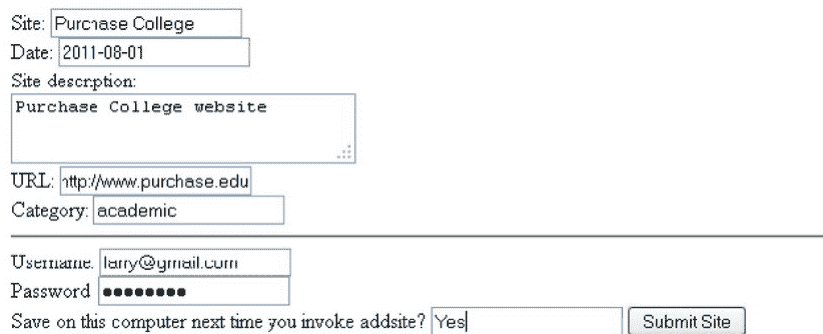 Site: Purchase College
Date: 2011-08-01
Site description:
Purchase College website
URL: http://www.purchase.edu
Category: academic
Username. larry@gmail.com
Password ●●●●●●●●
Save on this computer next time you invoke addsite? Yes Submit Site